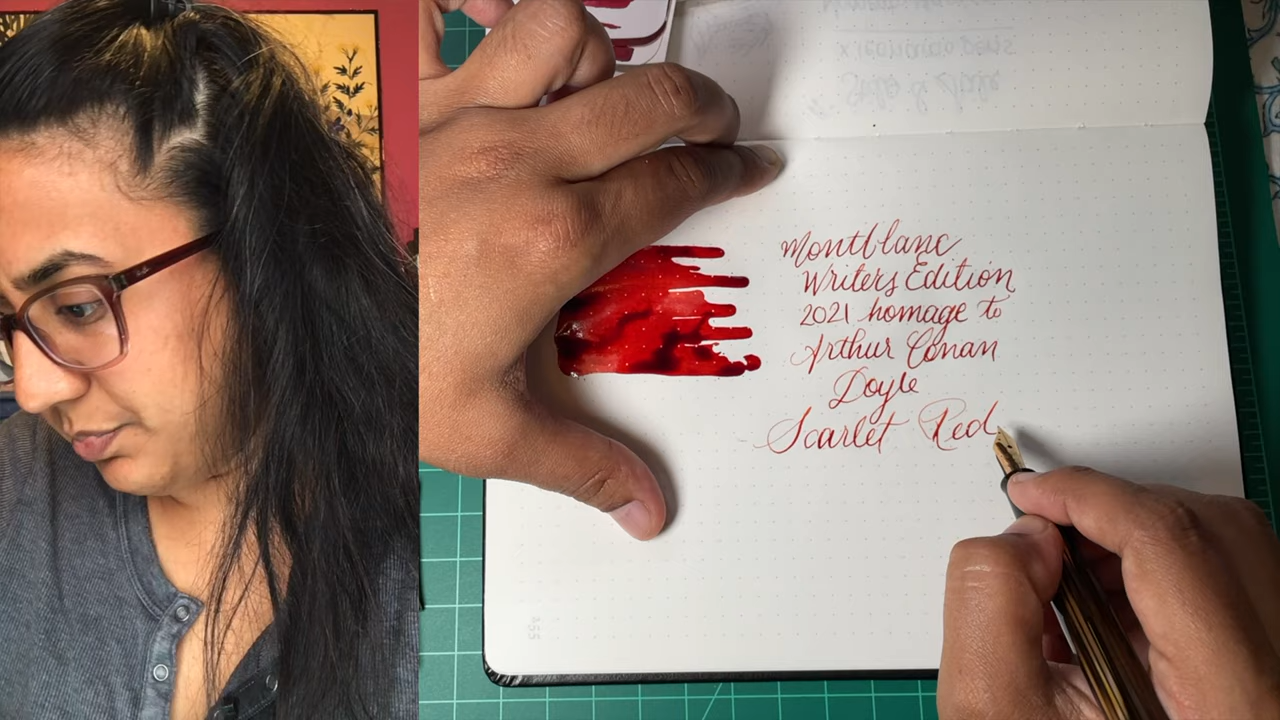 Montblanc
Writers Edition
2021 homage to
Arthur Conan
Doyle
Scarlet Red